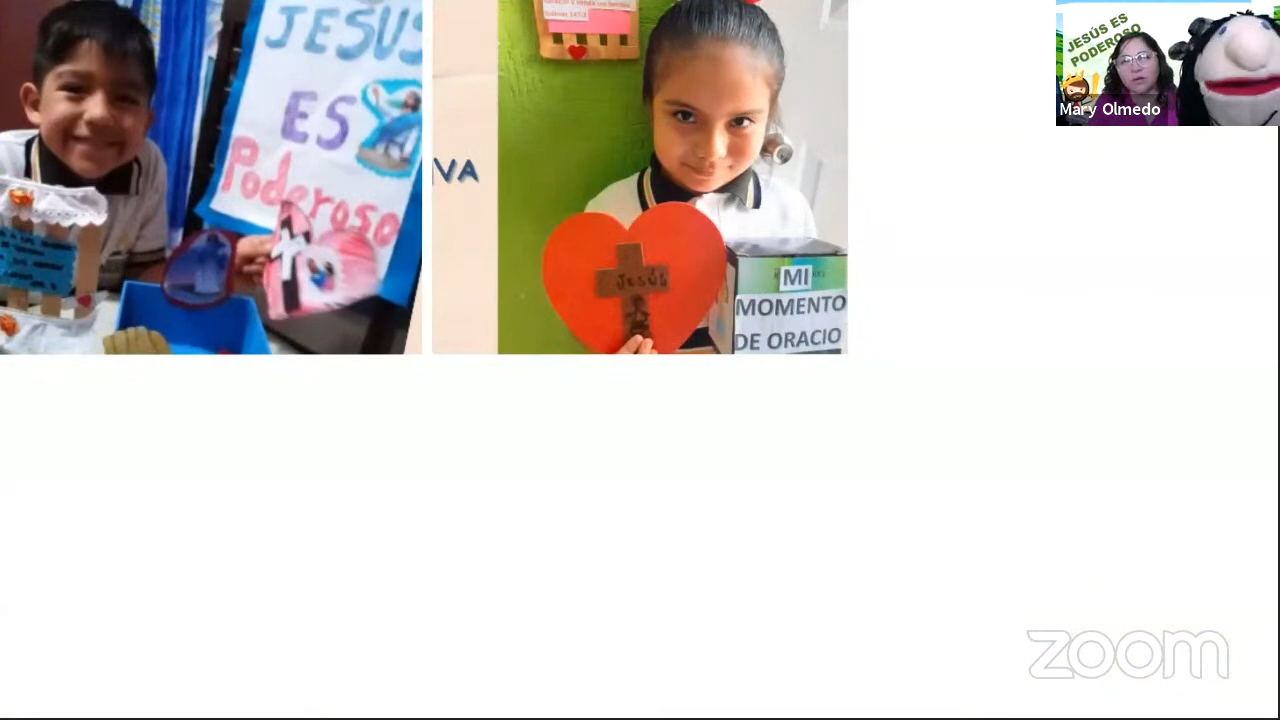 JESUS
ES
Poderoso
VA
JESÚS
MI
MOMENTO
DE ORACIO
JESÚS ES
PODEROSO
Mary Olmedo
zoom